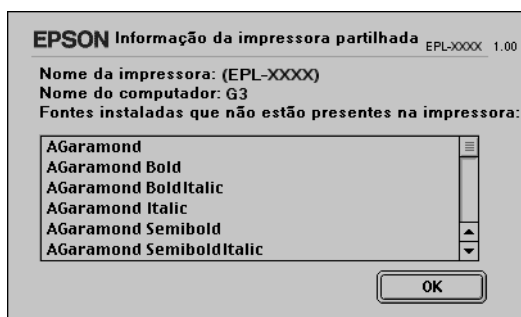 EPSON Informação da impressora partilhada EPL-XXXX 1.00
Nome da impressora: (EPL-XXXX)
Nome do computador: G3
Fontes instaladas que não estão presentes na impressora:
AGaramond
AGaramond Bold
AGaramond BoldItalic
AGaramond Italic
AGaramond Semibold
AGaramond SemiboldItalic
OK